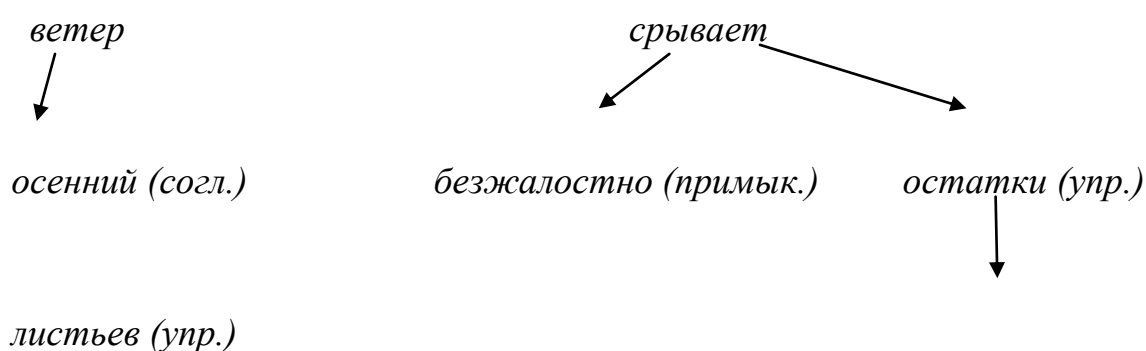 ветер срывает
осенний (согл.) безжалостно (примык.) остатки (упр.)
листьев (упр.)